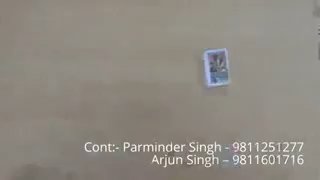 Cont:- Parminder Singh - 9811251277
Arjun Singh – 9811601716